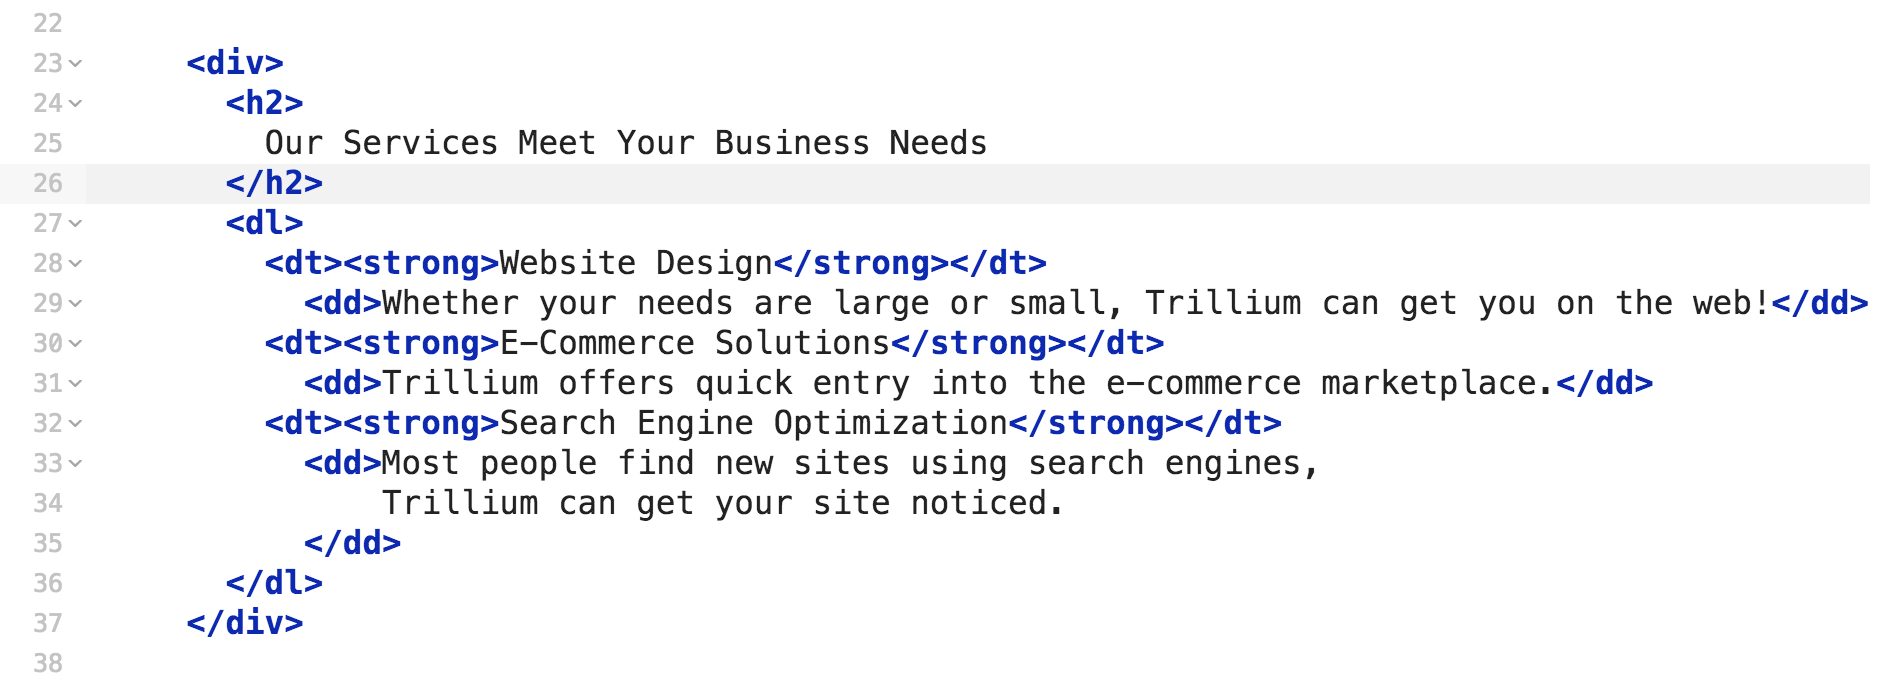 22
23 <div>
24 <h2>
25 Our Services Meet Your Business Needs
26 </h2>
27 <dl>
28 <dt><strong>Website Design</strong></dt>
29 <dd>Whether your needs are large or small, Trillium can get you on the web!</dd>
30 <dt><strong>E-Commerce Solutions</strong></dt>
31 <dd>Trillium offers quick entry into the e-commerce marketplace.</dd>
32 <dt><strong>Search Engine Optimization</strong></dt>
33 <dd>Most people find new sites using search engines,
34 Trillium can get your site noticed.
35 </dd>
36 </dl>
37 </div>
38